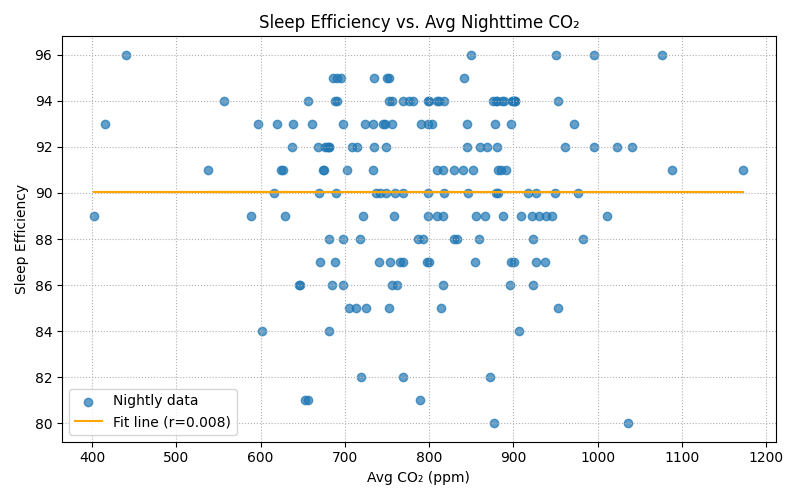 Sleep Efficiency vs. Avg Nighttime CO₂
Sleep Efficiency
96
94
92
90
88
86
84
82
80
Nightly data
Fit line (r=0.008)
400 500 600 700 800 900 1000 1100 1200
Avg CO₂ (ppm)